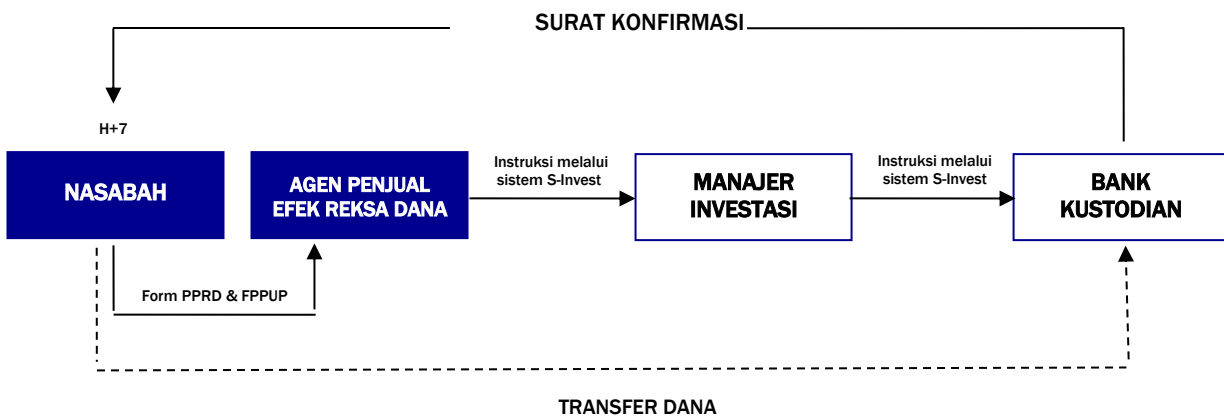 SURAT KONFIRMASI
H+7
NASABAH
AGEN PENJUAL
EFEK REKSA DANA
Instruksi melalui
sistem S-Invest
MANAJER
INVESTASI
Instruksi melalui
sistem S-Invest
BANK
KUSTODIAN
Form PPRD & FPPUP
TRANSFER DANA